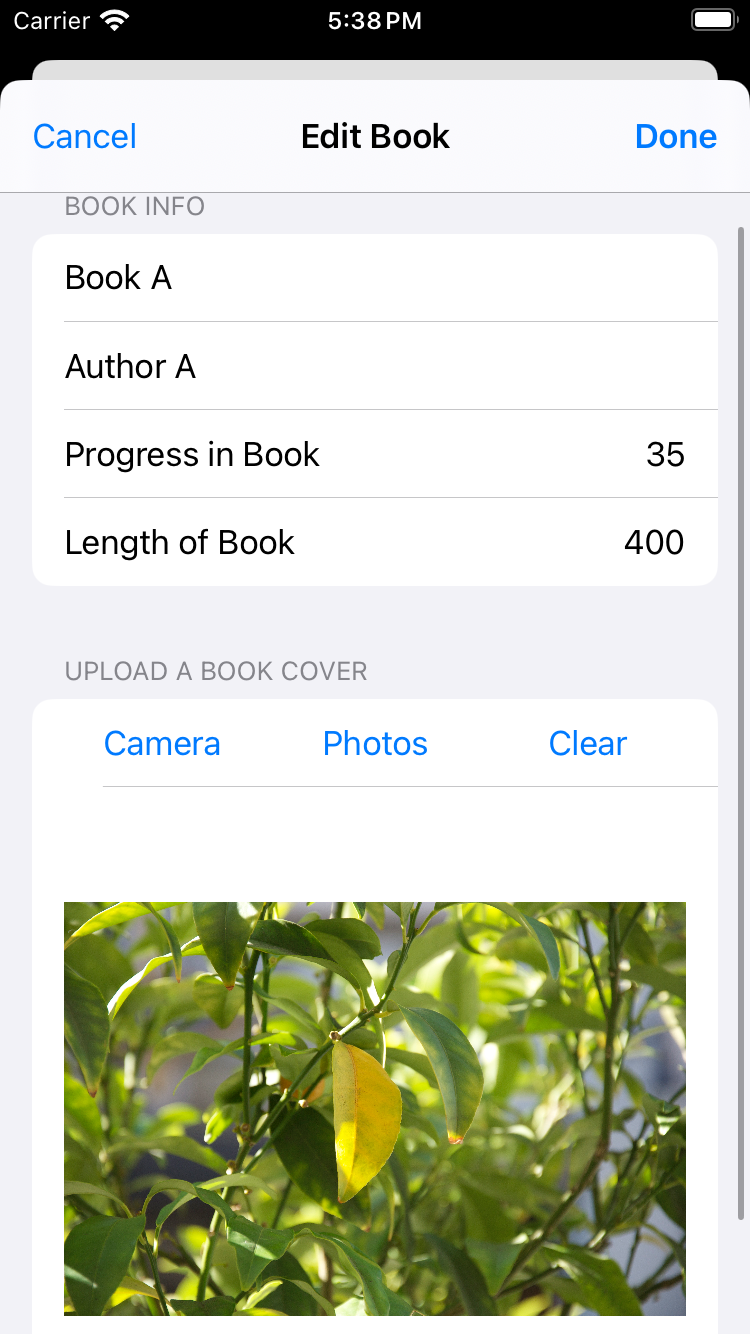 Carrier 5:38 PM
Cancel Edit Book Done
BOOK INFO
Book A
Author A
Progress in Book 35
Length of Book 400
UPLOAD A BOOK COVER
Camera Photos Clear